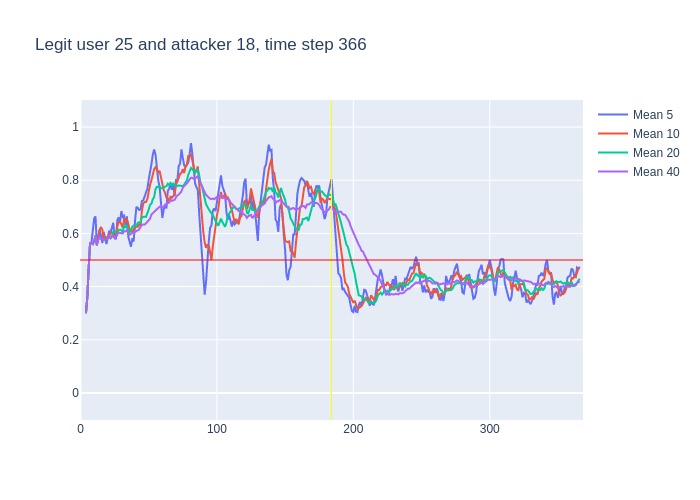 Legit user 25 and attacker 18, time step 366
Mean 5
Mean 10
Mean 20
Mean 40
1
0.8
0.6
0.4
0.2
0
0 100 200 300